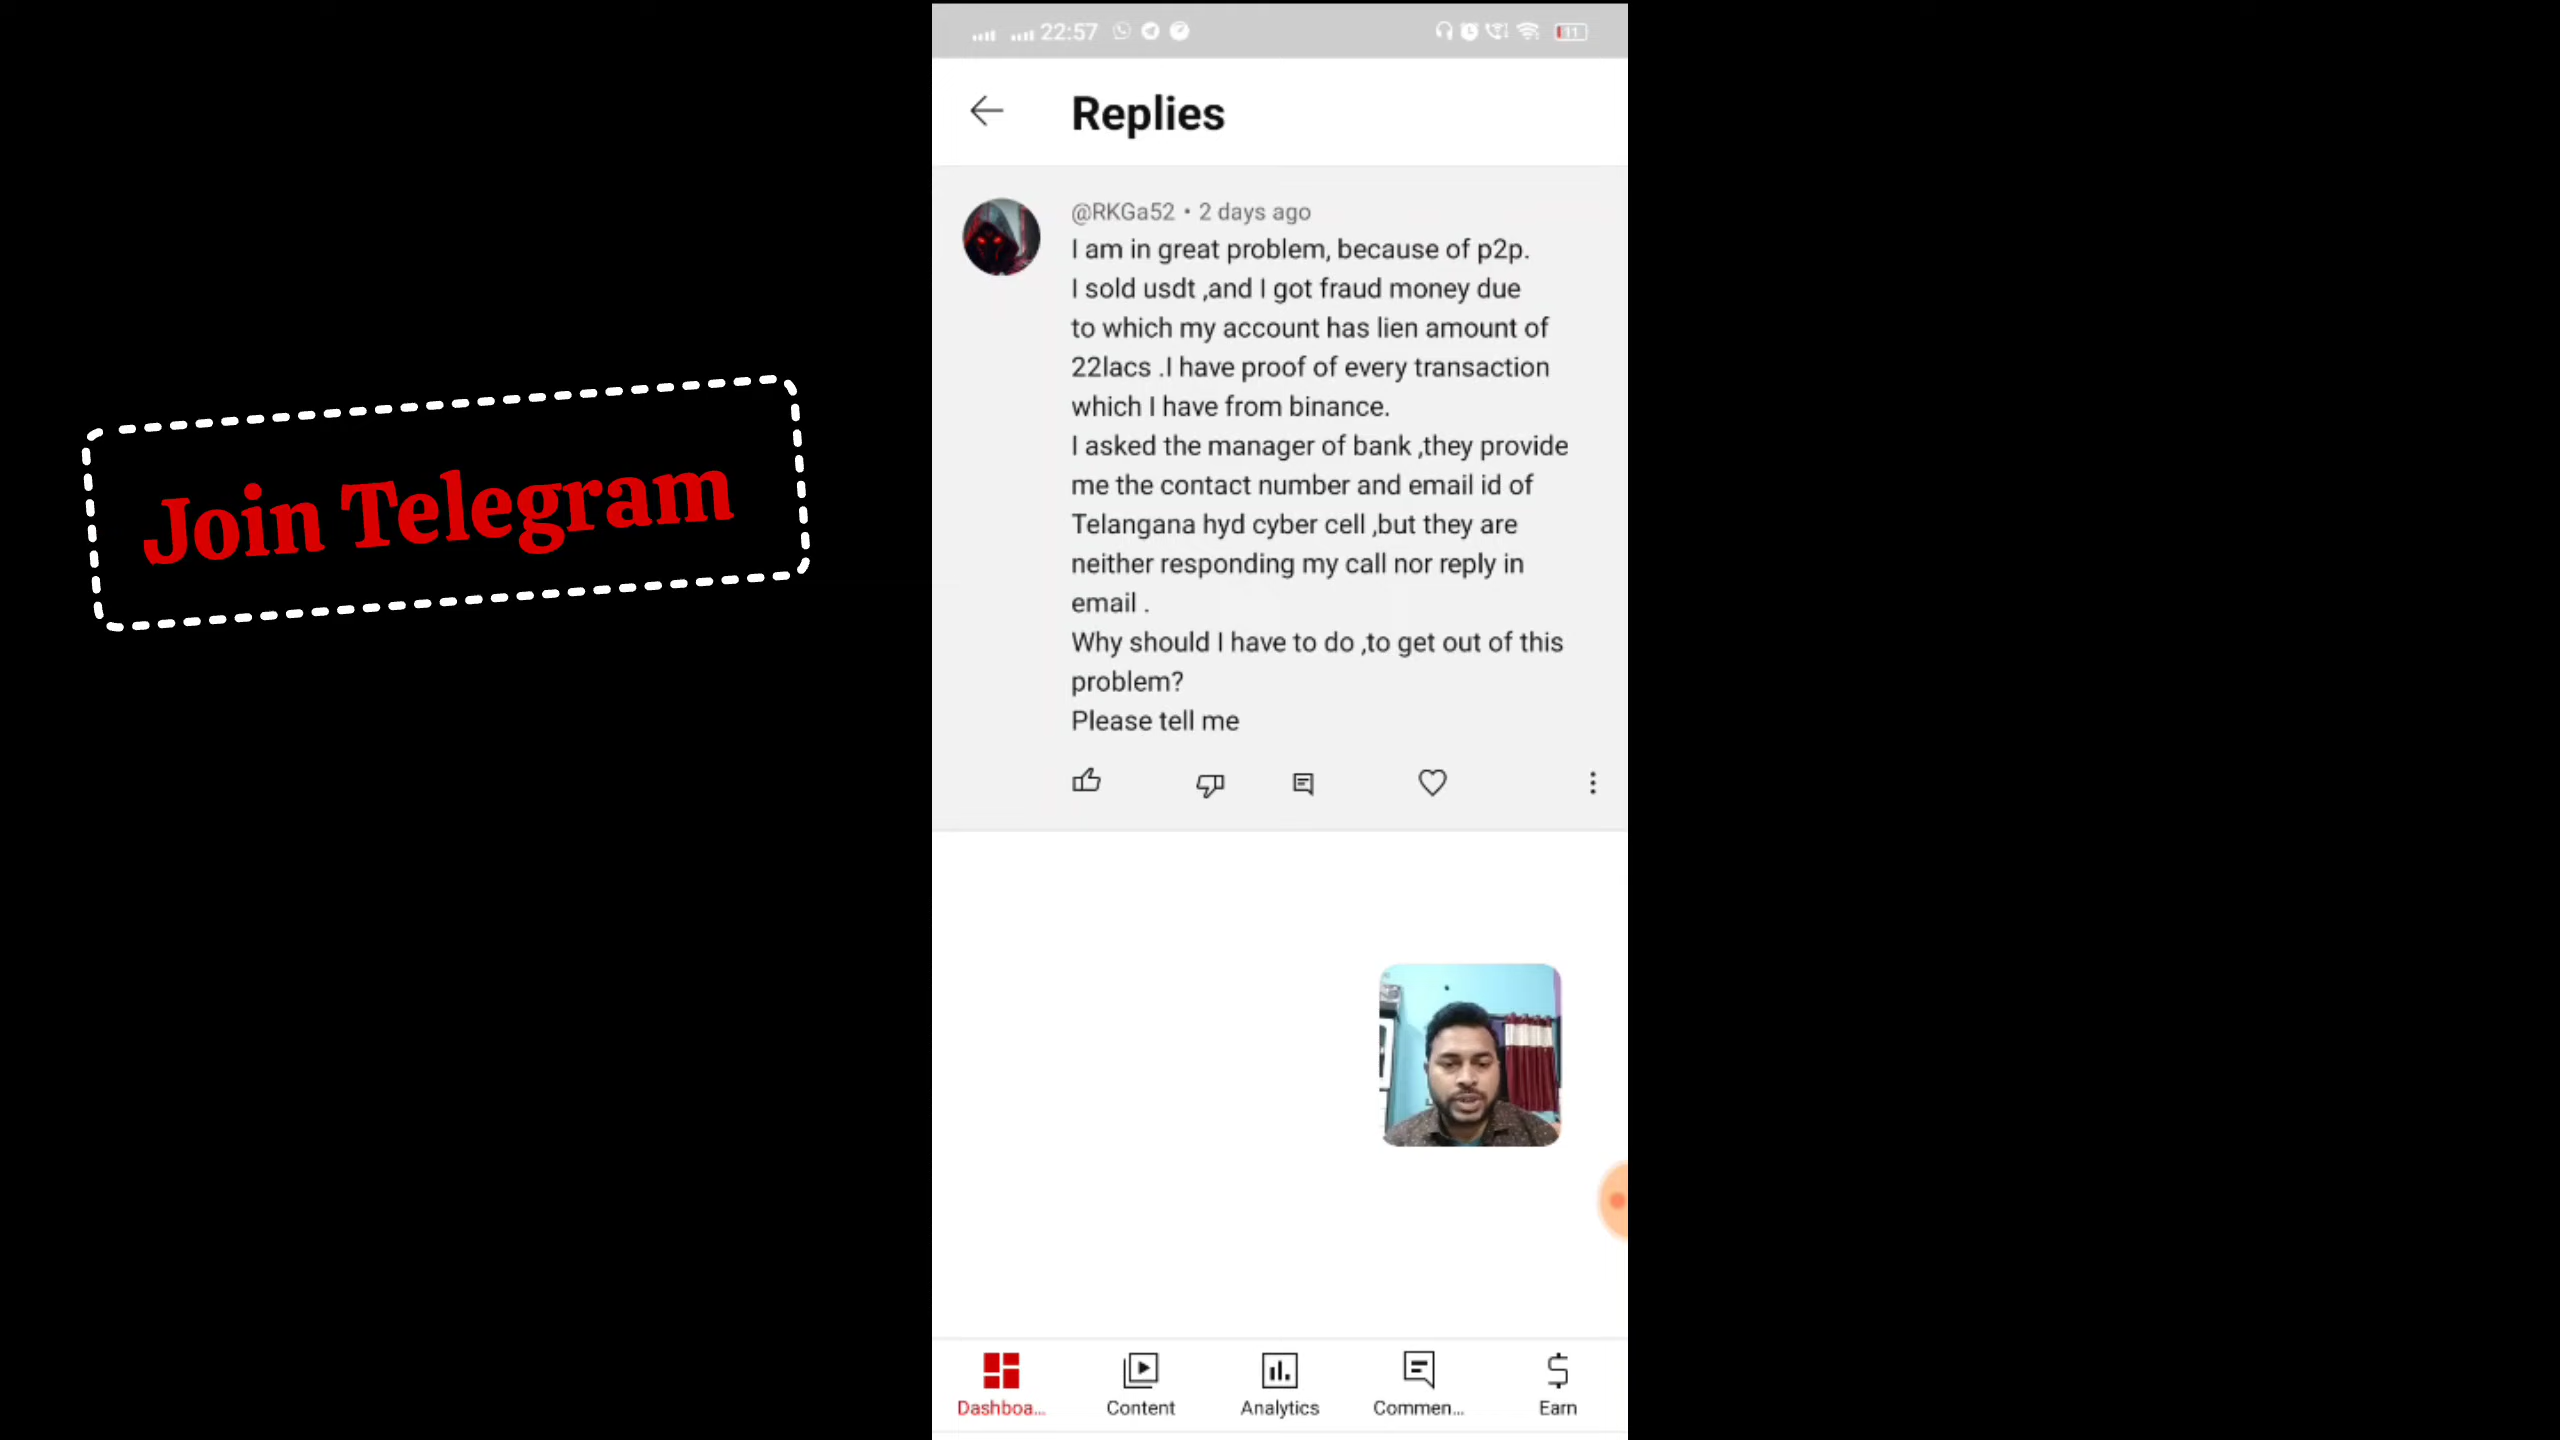 22:57
11
Replies
@RKGa52 • 2 days ago
I am in great problem, because of p2p.
I sold usdt ,and I got fraud money due
to which my account has lien amount of
22lacs .I have proof of every transaction
which I have from binance.
I asked the manager of bank ,they provide
me the contact number and email id of
Telangana hyd cyber cell ,but they are
neither responding my call nor reply in
email .
Why should I have to do ,to get out of this
problem?
Please tell me
Join Telegram
Dashboa...
Content
Analytics
Commen...
Earn